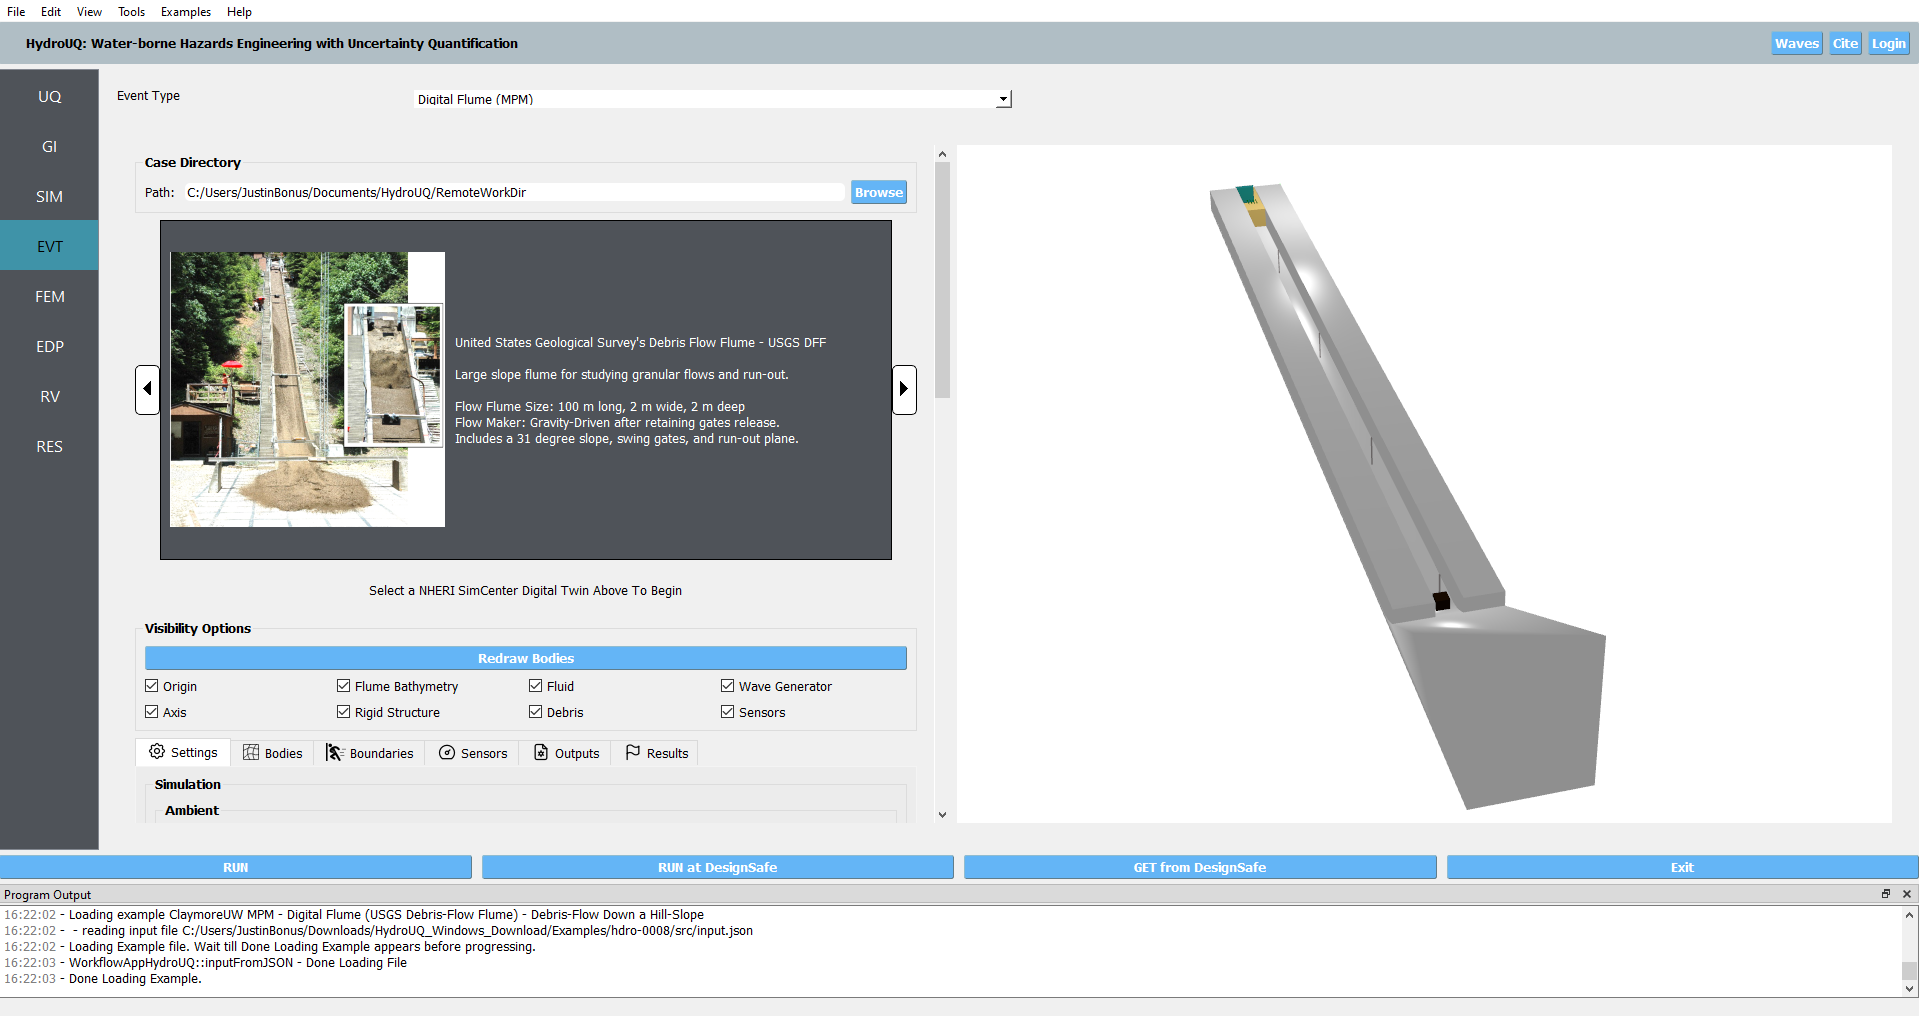 File Edit View Tools Examples Help
HydroUQ: Water-borne Hazards Engineering with Uncertainty Quantification
Waves Cite Login
UQ
GI
SIM
EVT
FEM
EDP
RV
RES
Event Type Digital Flume (MPM)
Case Directory
Path: C:/Users/JustinBonus/Documents/HydroUQ/RemoteWorkDir Browse
United States Geological Survey's Debris Flow Flume - USGS DFF
Large slope flume for studying granular flows and run-out.
Flow Flume Size: 100 m long, 2 m wide, 2 m deep
Flow Maker: Gravity-Driven after retaining gates release.
Includes a 31 degree slope, swing gates, and run-out plane.
Select a NHERI SimCenter Digital Twin Above To Begin
Visibility Options
Redraw Bodies
Origin Flume Bathymetry Fluid Wave Generator
Axis Rigid Structure Debris Sensors
Settings Bodies Boundaries Sensors Outputs Results
Simulation
Ambient
RUN RUN at DesignSafe GET from DesignSafe Exit
Program Output
16:22:02 - Loading example ClaymoreUW MPM - Digital Flume (USGS Debris-Flow Flume) - Debris-Flow Down a Hill-Slope
16:22:02 - - reading input file C:/Users/JustinBonus/Downloads/HydroUQ_Windows_Download/Examples/hdro-0008/src/input.json
16:22:02 - Loading Example file. Wait till Done Loading Example appears before progressing.
16:22:03 - WorkflowAppHydroUQ::inputFromJSON - Done Loading File
16:22:03 - Done Loading Example.